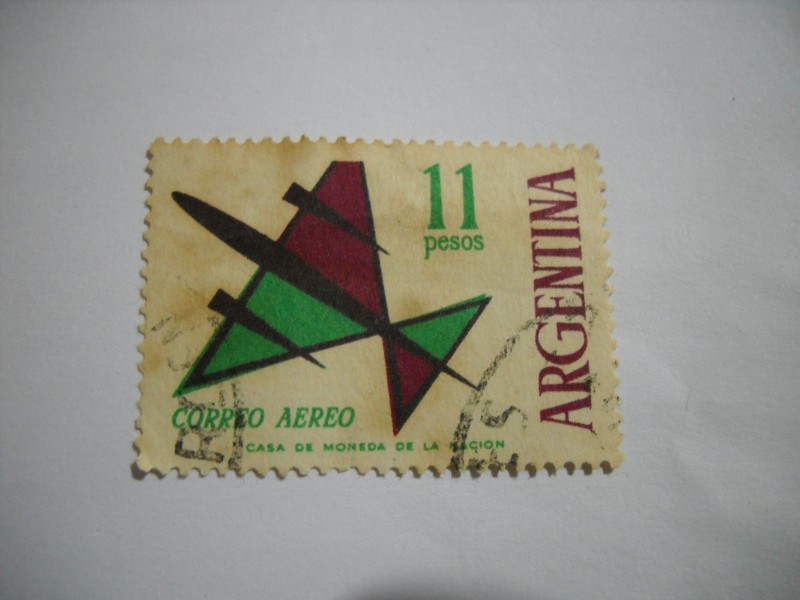 11
pesos
ARGENTINA
CORREO AEREO
CASA DE MONEDA DE LA NACION